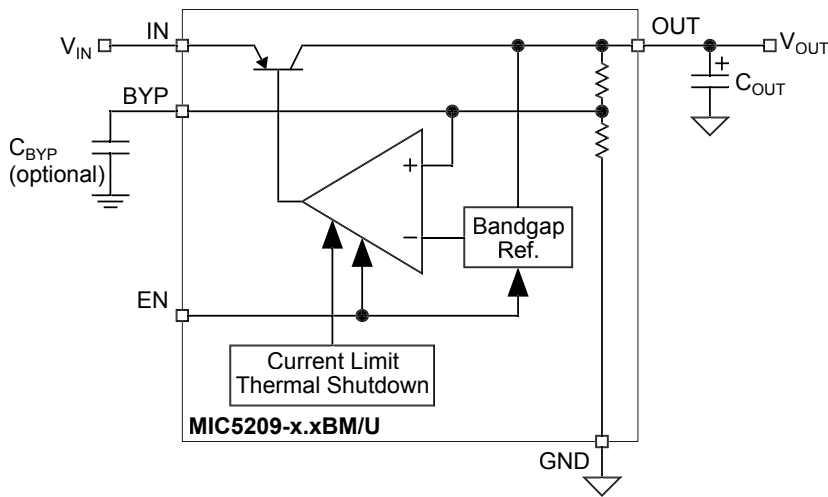 IN
OUT
V_IN
V_OUT
+
C_OUT
BYP
C_BYP
(optional)
+
−
Bandgap
Ref.
EN
Current Limit
Thermal Shutdown
MIC5209-x.xBM/U
GND